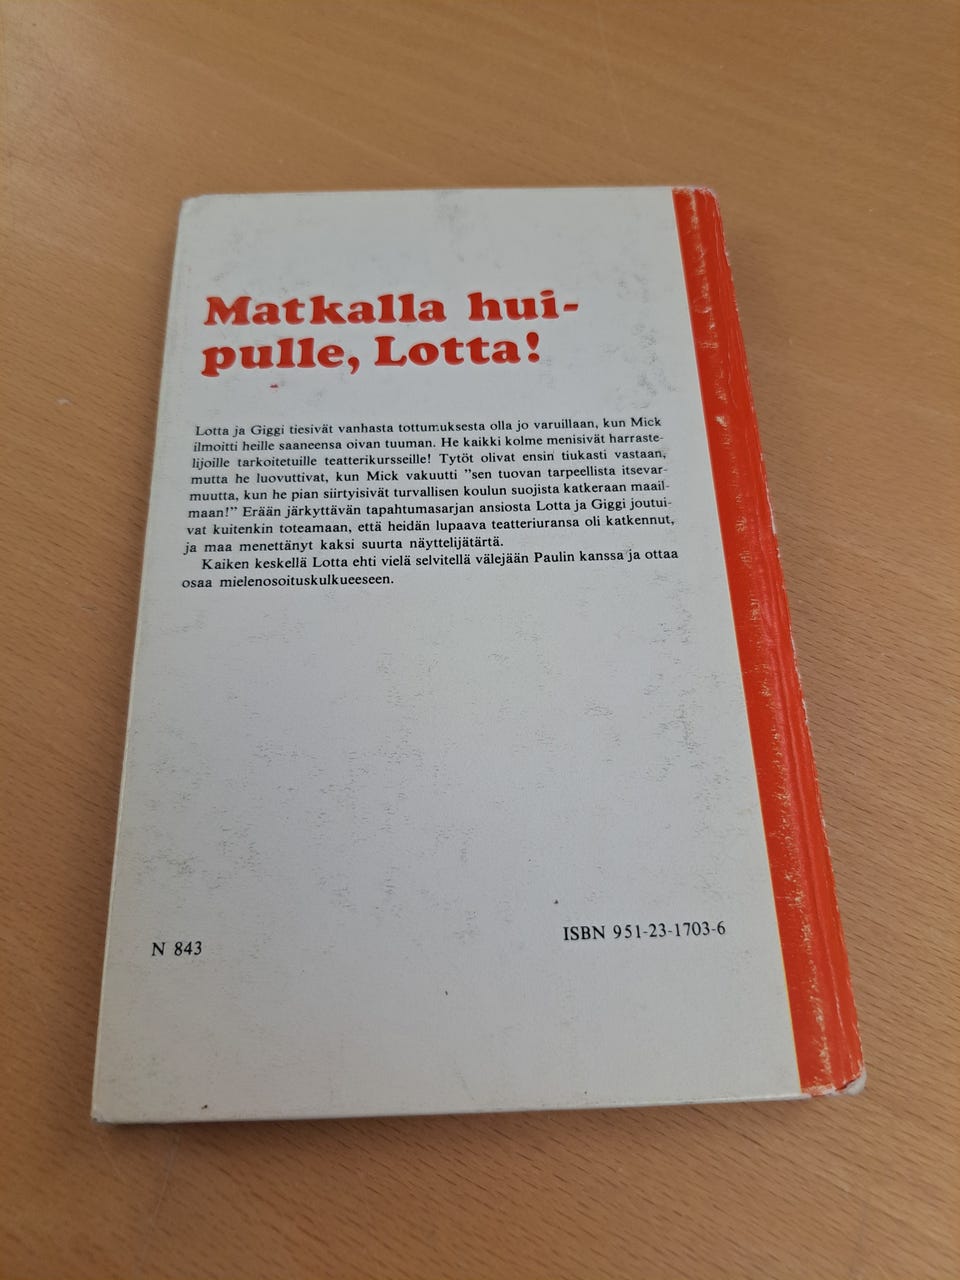 Matkalla hui-
pulle, Lotta!
Lotta ja Giggi tiesivät vanhasta tottumuksesta olla jo varuillaan, kun Mick
ilmoitti heille saaneensa oivan tuuman. He kaikki kolme menisivät harraste-
lijoille tarkoitetuille teatterikursseille! Tytöt olivat ensin tiukasti vastaan,
mutta he luovuttivat, kun Mick vakuutti ”sen tuovan tarpeellista itsevar-
muutta, kun he pian siirtyisivät turvallisen koulun suojista katkeraan maail-
maan!” Erään järkyttävän tapahtumasarjan ansiosta Lotta ja Giggi joutui-
vat kuitenkin toteamaan, että heidän lupaava teatteriuransa oli katkennut,
ja maa menettänyt kaksi suurta näyttelijätärtä.
Kaiken keskellä Lotta ehti vielä selvitellä välejään Paulin kanssa ja ottaa
osaa mielenosoituskulkueeseen.
N 843
ISBN 951-23-1703-6